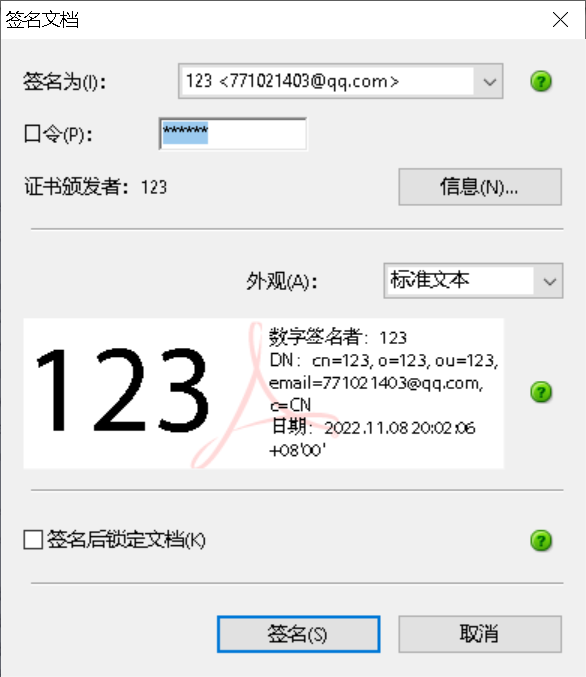 签名文档
签名为(I)： 123 <771021403@qq.com>
口令(P)： ******
证书颁发者：123 信息(N)...
外观(A)： 标准文本
123
数字签名者：123
DN：cn=123, o=123, ou=123,
email=771021403@qq.com,
c=CN
日期：2022.11.08 20:02:06
+08'00'
签名后锁定文档(K)
签名(S) 取消